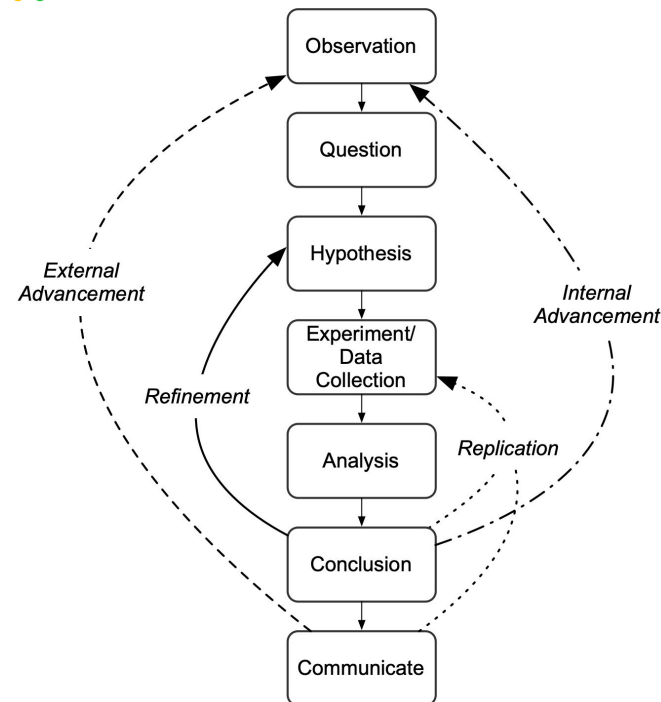 Observation
Question
Hypothesis
External
Advancement
Internal
Advancement
Experiment/
Data
Collection
Refinement
Replication
Analysis
Conclusion
Communicate